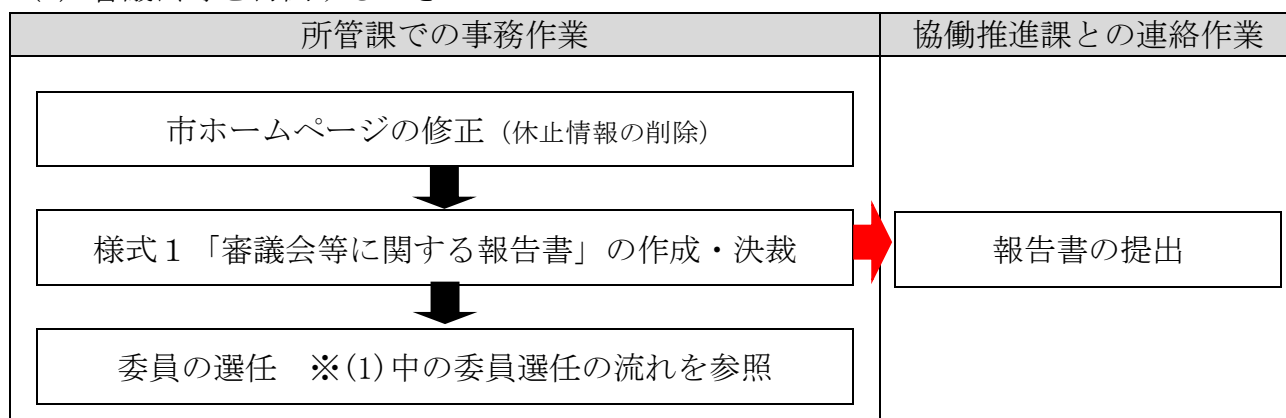 所管課での事務作業
協働推進課との連絡作業
市ホームページの修正（休止情報の削除）
様式１「審議会等に関する報告書」の作成・決裁
報告書の提出
委員の選任　※(1)中の委員選任の流れを参照